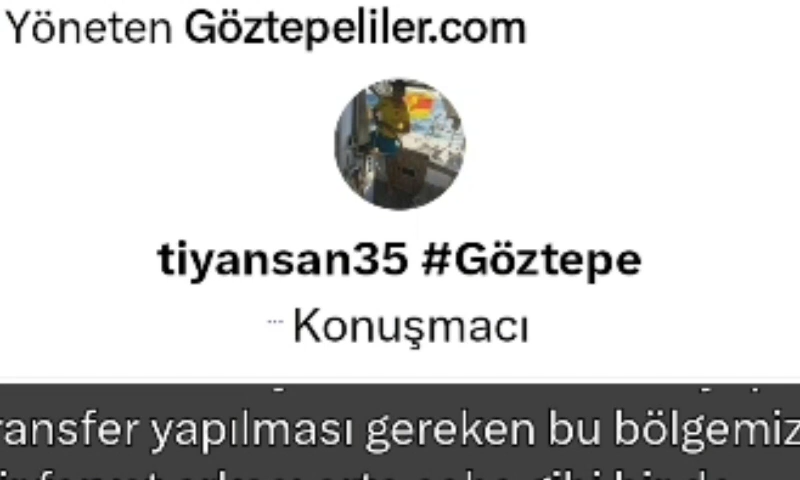 Yöneten Göztepeliler.com
tiyansan35 #Göztepe
Konuşmacı
ransfer yapılması gereken bu bölgemiz